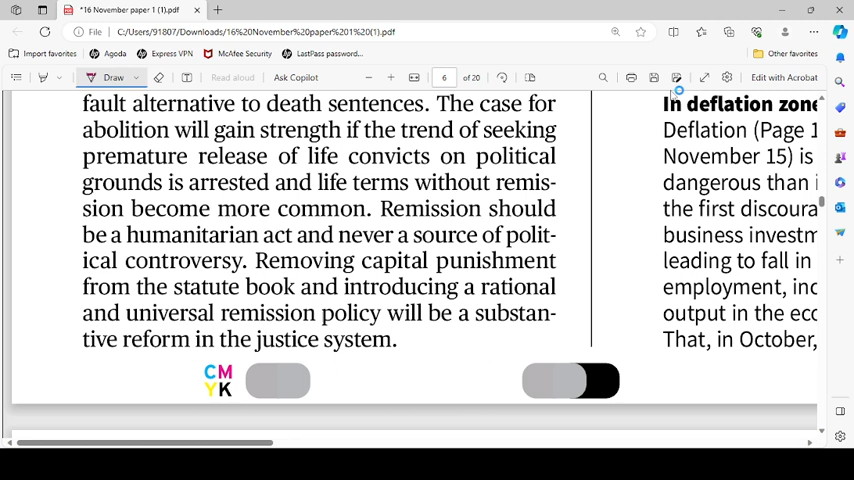 *16 November paper 1 (1).pdf
File
C:/Users/91807/Downloads/16%20November%20paper%201%20(1).pdf
Import favorites
Agoda
Express VPN
McAfee Security
LastPass password...
Other favorites
Draw
Read aloud
Ask Copilot
6 of 20
Edit with Acrobat
fault alternative to death sentences. The case for
abolition will gain strength if the trend of seeking
premature release of life convicts on political
grounds is arrested and life terms without remis-
sion become more common. Remission should
be a humanitarian act and never a source of polit-
ical controversy. Removing capital punishment
from the statute book and introducing a rational
and universal remission policy will be a substan-
tive reform in the justice system.
CM
YK
In deflation zone
Deflation (Page 1
November 15) is
dangerous than i
the first discoura
business investm
leading to fall in
employment, inc
output in the eco
That, in October,